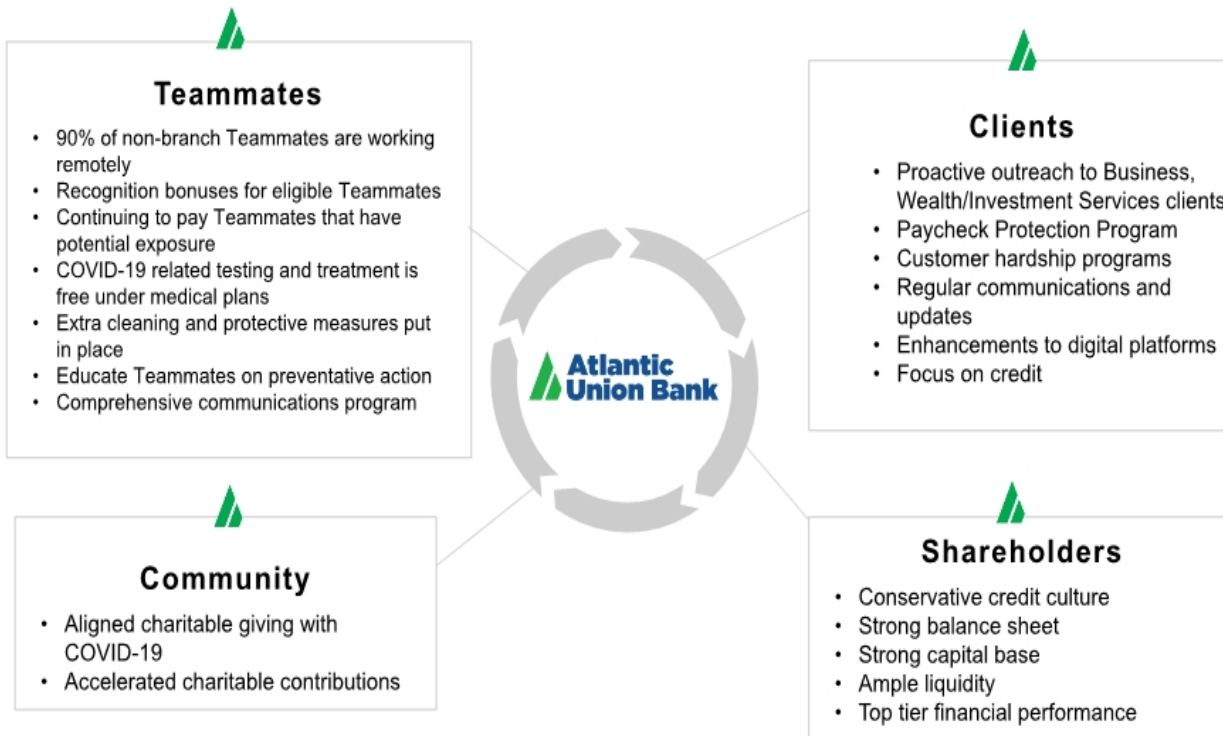 Teammates
• 90% of non-branch Teammates are working
remotely
• Recognition bonuses for eligible Teammates
• Continuing to pay Teammates that have
potential exposure
• COVID-19 related testing and treatment is
free under medical plans
• Extra cleaning and protective measures put
in place
• Educate Teammates on preventative action
• Comprehensive communications program
Clients
• Proactive outreach to Business,
Wealth/Investment Services clients
• Paycheck Protection Program
• Customer hardship programs
• Regular communications and
updates
• Enhancements to digital platforms
• Focus on credit
Atlantic
Union Bank
Community
• Aligned charitable giving with
COVID-19
• Accelerated charitable contributions
Shareholders
• Conservative credit culture
• Strong balance sheet
• Strong capital base
• Ample liquidity
• Top tier financial performance